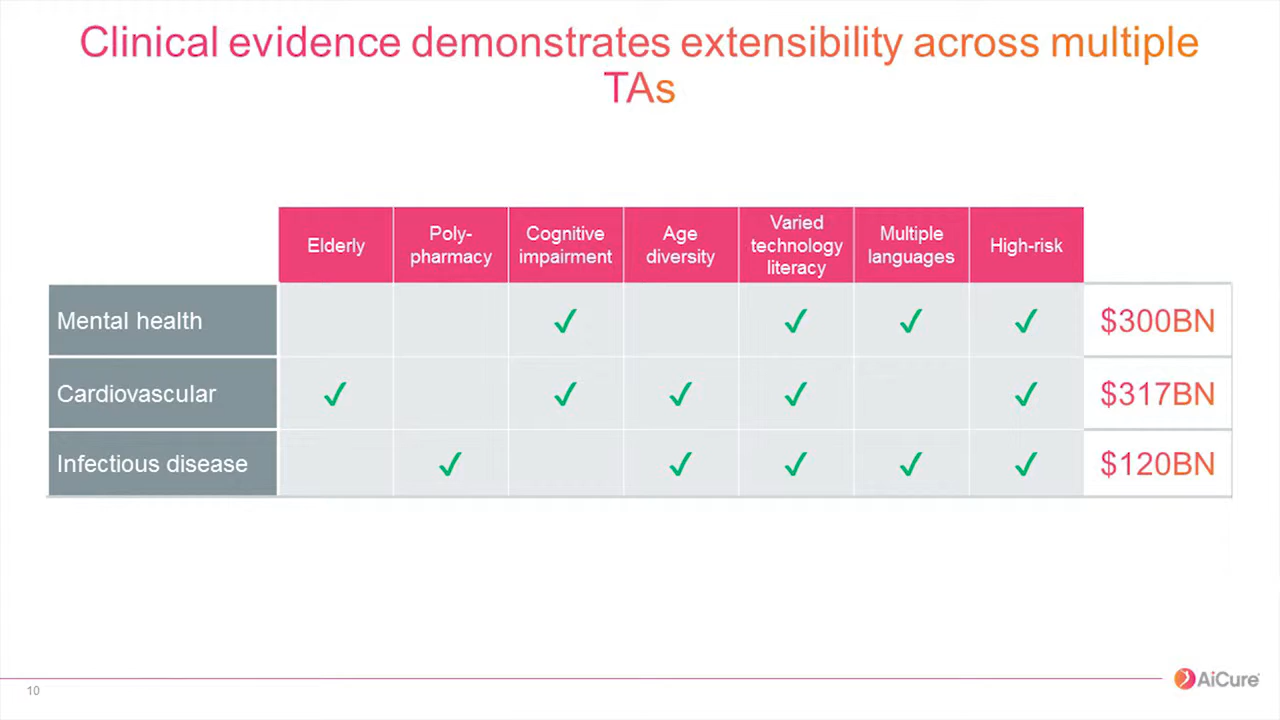 Clinical evidence demonstrates extensibility across multiple
TAs
Elderly
Poly-
pharmacy
Cognitive
impairment
Age
diversity
Varied
technology
literacy
Multiple
languages
High-risk
Mental health ✓ ✓ ✓ ✓ $300BN
Cardiovascular ✓ ✓ ✓ ✓ ✓ $317BN
Infectious disease ✓ ✓ ✓ ✓ ✓ $120BN
10
AiCure